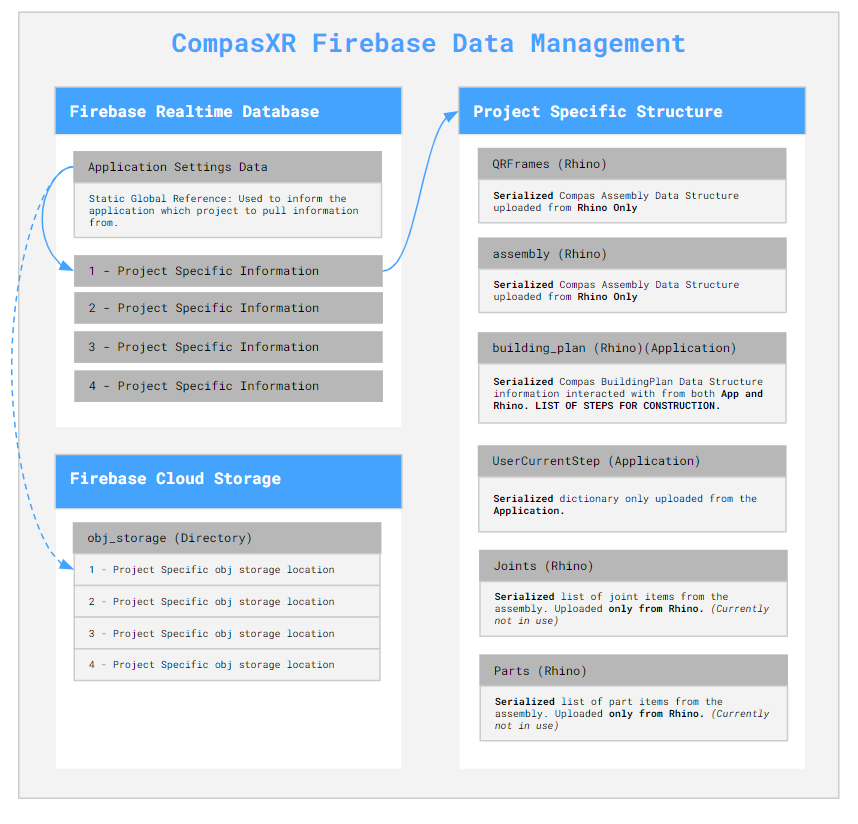 CompasXR Firebase Data Management
Firebase Realtime Database
Application Settings Data
Static Global Reference: Used to inform the
application which project to pull information
from.
1 - Project Specific Information
2 - Project Specific Information
3 - Project Specific Information
4 - Project Specific Information
Firebase Cloud Storage
obj_storage (Directory)
1 - Project Specific obj storage location
2 - Project Specific obj storage location
3 - Project Specific obj storage location
4 - Project Specific obj storage location
Project Specific Structure
QRFrames (Rhino)
Serialized Compas Assembly Data Structure
uploaded from Rhino Only
assembly (Rhino)
Serialized Compas Assembly Data Structure
uploaded from Rhino Only
building_plan (Rhino)(Application)
Serialized Compas BuildingPlan Data Structure
information interacted with from both App and
Rhino. LIST OF STEPS FOR CONSTRUCTION.
UserCurrentStep (Application)
Serialized dictionary only uploaded from the
Application.
Joints (Rhino)
Serialized list of joint items from the
assembly. Uploaded only from Rhino. (Currently
not in use)
Parts (Rhino)
Serialized list of part items from the
assembly. Uploaded only from Rhino. (Currently
not in use)